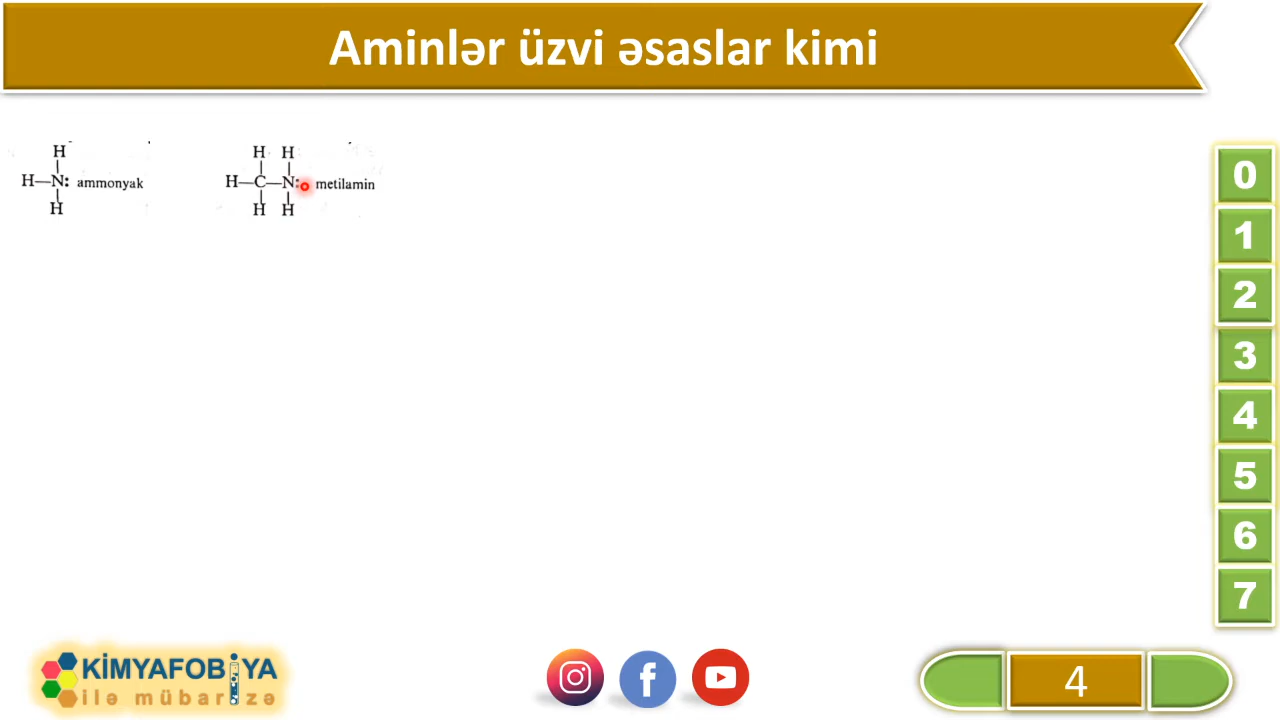 Aminlər üzvi əsaslar kimi
H
H—N: ammonyak
H
H H
H—C—N: metilamin
H H
0
1
2
3
4
5
6
7
KİMYAFOBİYA
ilə mübarizə
4